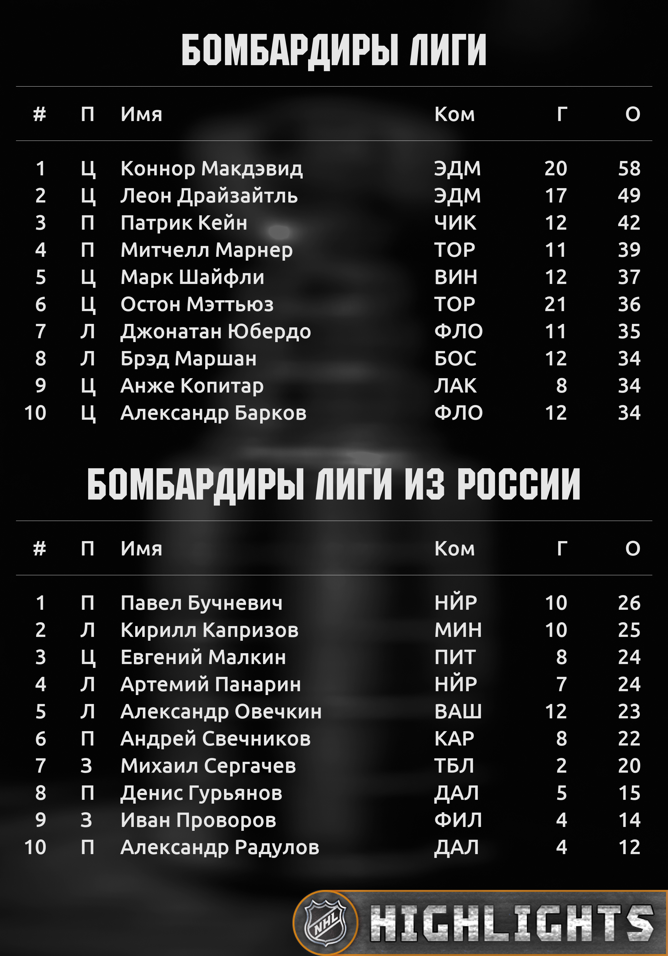 БОМБАРДИРЫ ЛИГИ
# П Имя Ком Г О
1 Ц Коннор Макдэвид ЭДМ 20 58
2 Ц Леон Драйзайтль ЭДМ 17 49
3 П Патрик Кейн ЧИК 12 42
4 П Митчелл Марнер ТОР 11 39
5 Ц Марк Шайфли ВИН 12 37
6 Ц Остон Мэттьюз ТОР 21 36
7 Л Джонатан Юбердо ФЛО 11 35
8 Л Брэд Маршан БОС 12 34
9 Ц Анже Копитар ЛАК 8 34
10 Ц Александр Барков ФЛО 12 34
БОМБАРДИРЫ ЛИГИ ИЗ РОССИИ
# П Имя Ком Г О
1 П Павел Бучневич НЙР 10 26
2 Л Кирилл Капризов МИН 10 25
3 Ц Евгений Малкин ПИТ 8 24
4 Л Артемий Панарин НЙР 7 24
5 Л Александр Овечкин ВАШ 12 23
6 П Андрей Свечников КАР 8 22
7 З Михаил Сергачев ТБЛ 2 20
8 П Денис Гурьянов ДАЛ 5 15
9 З Иван Проворов ФИЛ 4 14
10 П Александр Радулов ДАЛ 4 12
NHL HIGHLIGHTS